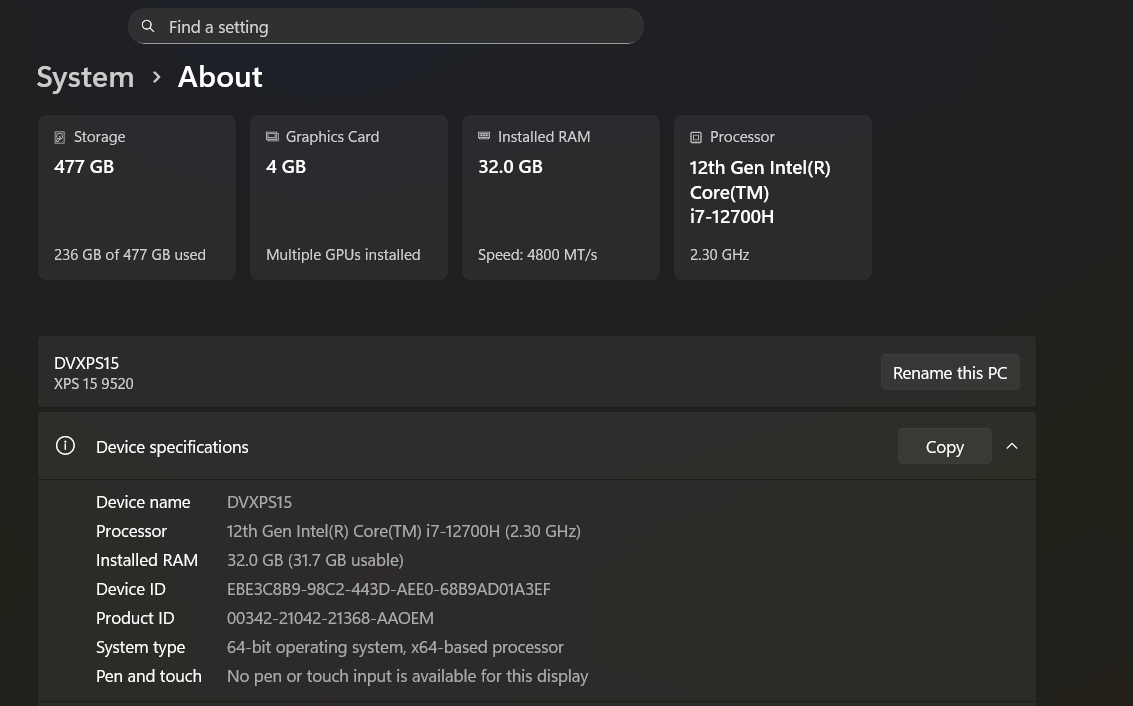 Find a setting
System > About
Storage
477 GB
236 GB of 477 GB used
Graphics Card
4 GB
Multiple GPUs installed
Installed RAM
32.0 GB
Speed: 4800 MT/s
Processor
12th Gen Intel(R)
Core(TM)
i7-12700H
2.30 GHz
DVXPS15
XPS 15 9520
Rename this PC
Device specifications
Copy
Device name DVXPS15
Processor 12th Gen Intel(R) Core(TM) i7-12700H (2.30 GHz)
Installed RAM 32.0 GB (31.7 GB usable)
Device ID EBE3C8B9-98C2-443D-AEE0-68B9AD01A3EF
Product ID 00342-21042-21368-AAOEM
System type 64-bit operating system, x64-based processor
Pen and touch No pen or touch input is available for this display